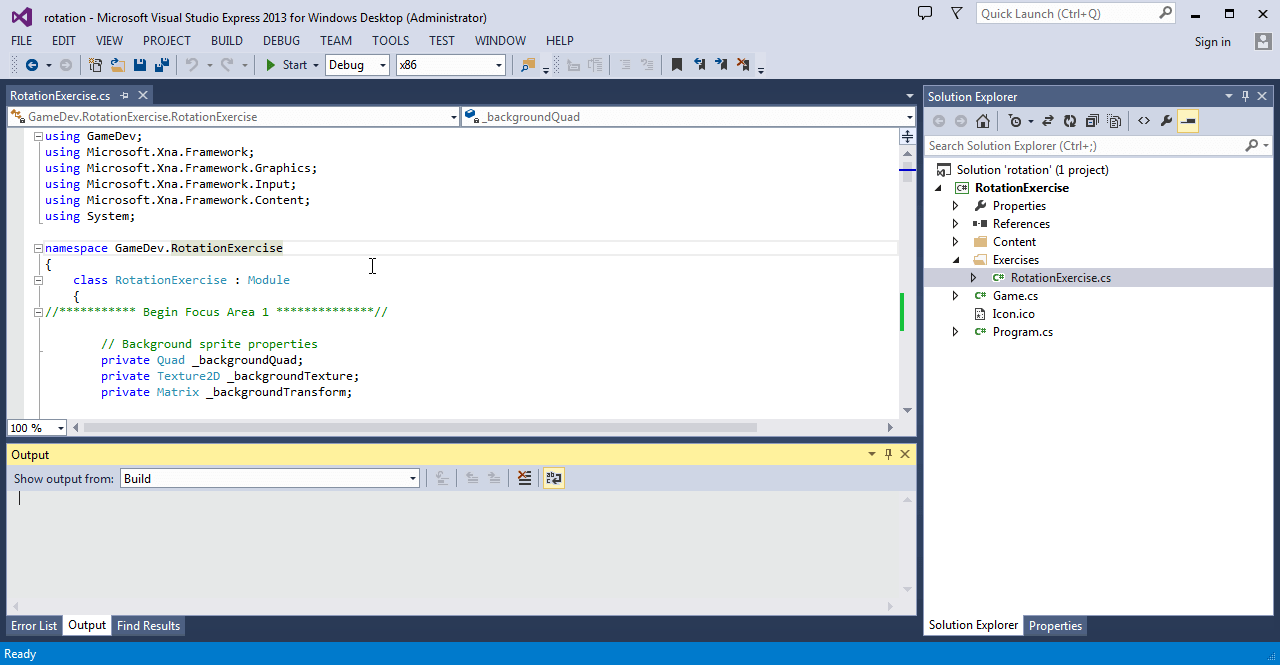 rotation - Microsoft Visual Studio Express 2013 for Windows Desktop (Administrator)
Quick Launch (Ctrl+Q)
FILE EDIT VIEW PROJECT BUILD DEBUG TEAM TOOLS TEST WINDOW HELP
Sign in
Start Debug x86
RotationExercise.cs
GameDev.RotationExercise.RotationExercise
_backgroundQuad
using GameDev;
using Microsoft.Xna.Framework;
using Microsoft.Xna.Framework.Graphics;
using Microsoft.Xna.Framework.Input;
using Microsoft.Xna.Framework.Content;
using System;
namespace GameDev.RotationExercise
{
class RotationExercise : Module
{
//*********** Begin Focus Area 1 **************//
// Background sprite properties
private Quad _backgroundQuad;
private Texture2D _backgroundTexture;
private Matrix _backgroundTransform;
100 %
Output
Show output from: Build
Error List Output Find Results
Solution Explorer
Search Solution Explorer (Ctrl+;)
Solution 'rotation' (1 project)
C# RotationExercise
Properties
References
Content
Exercises
C# RotationExercise.cs
C# Game.cs
Icon.ico
C# Program.cs
Solution Explorer Properties
Ready